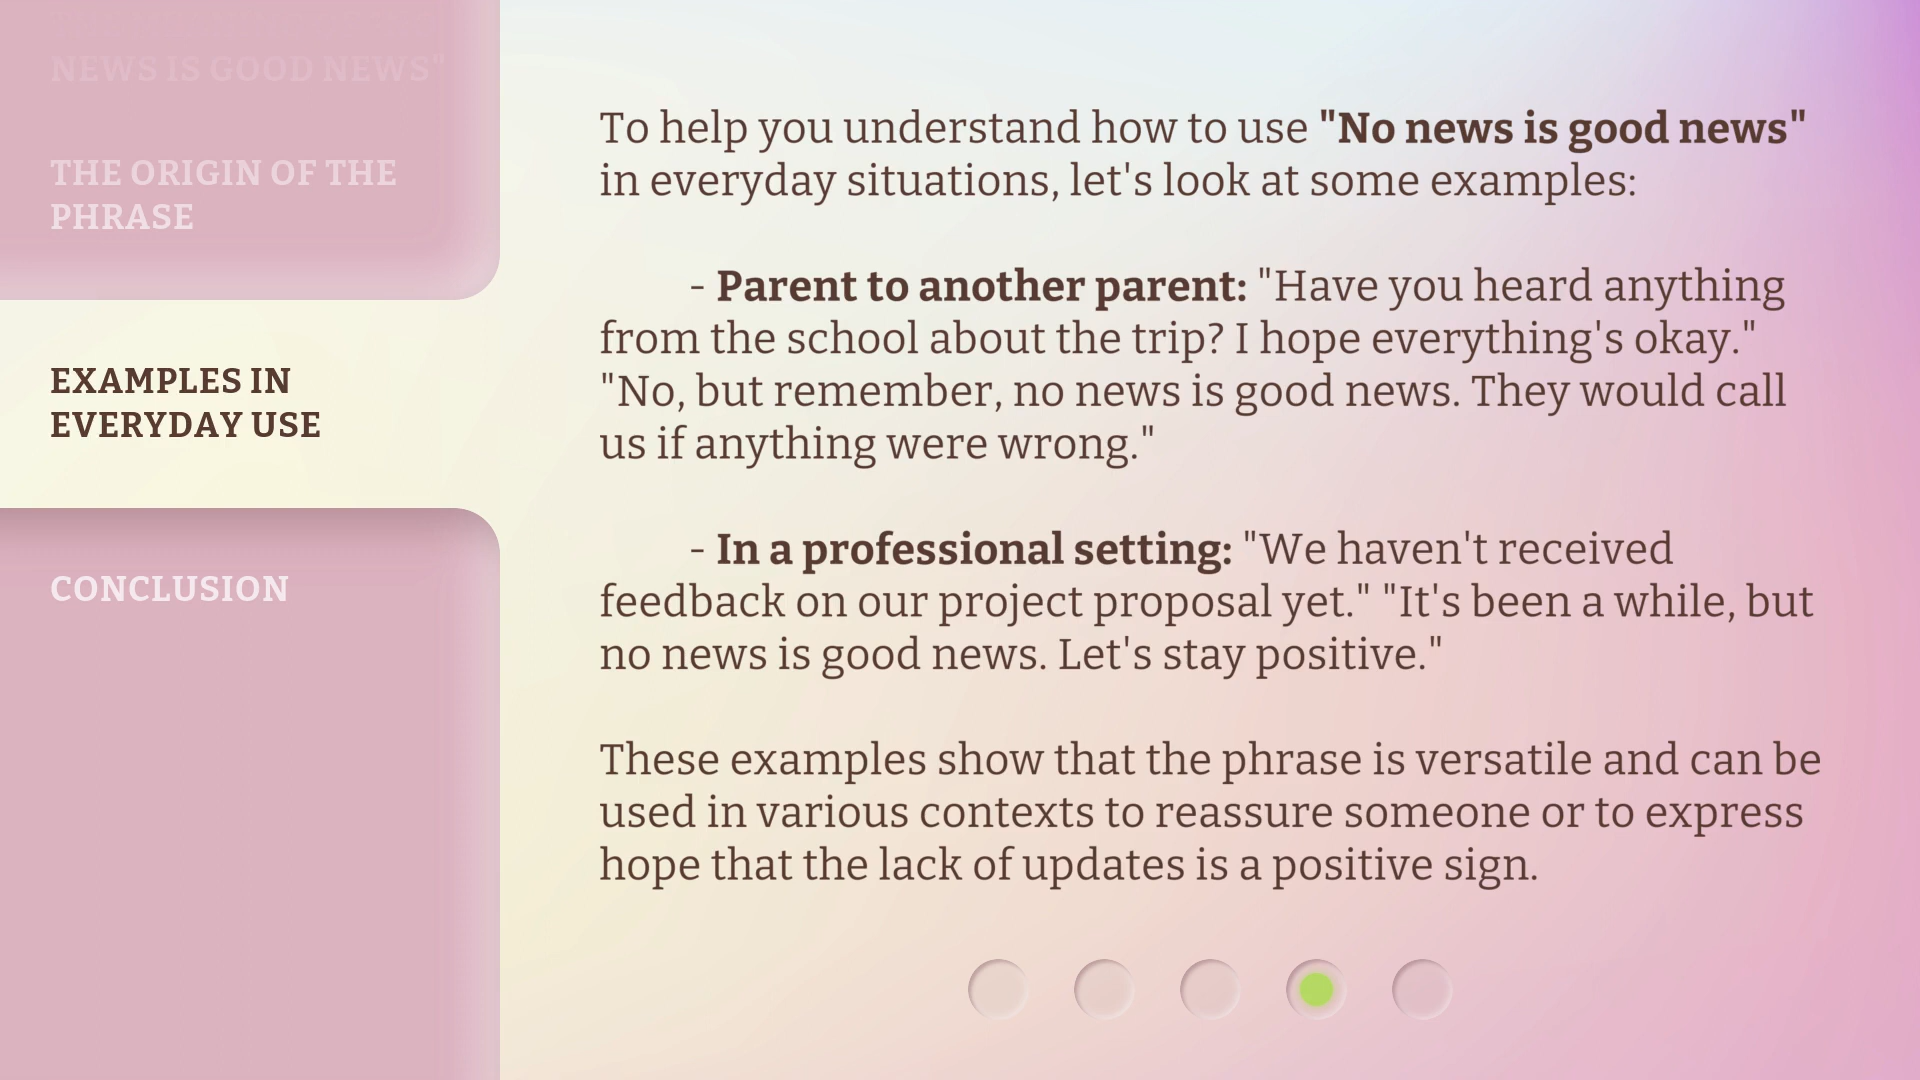 THE MEANING OF "NO
NEWS IS GOOD NEWS"
THE ORIGIN OF THE
PHRASE
EXAMPLES IN
EVERYDAY USE
CONCLUSION
To help you understand how to use "No news is good news"
in everyday situations, let's look at some examples:
- Parent to another parent: "Have you heard anything
from the school about the trip? I hope everything's okay."
"No, but remember, no news is good news. They would call
us if anything were wrong."
- In a professional setting: "We haven't received
feedback on our project proposal yet." "It's been a while, but
no news is good news. Let's stay positive."
These examples show that the phrase is versatile and can be
used in various contexts to reassure someone or to express
hope that the lack of updates is a positive sign.